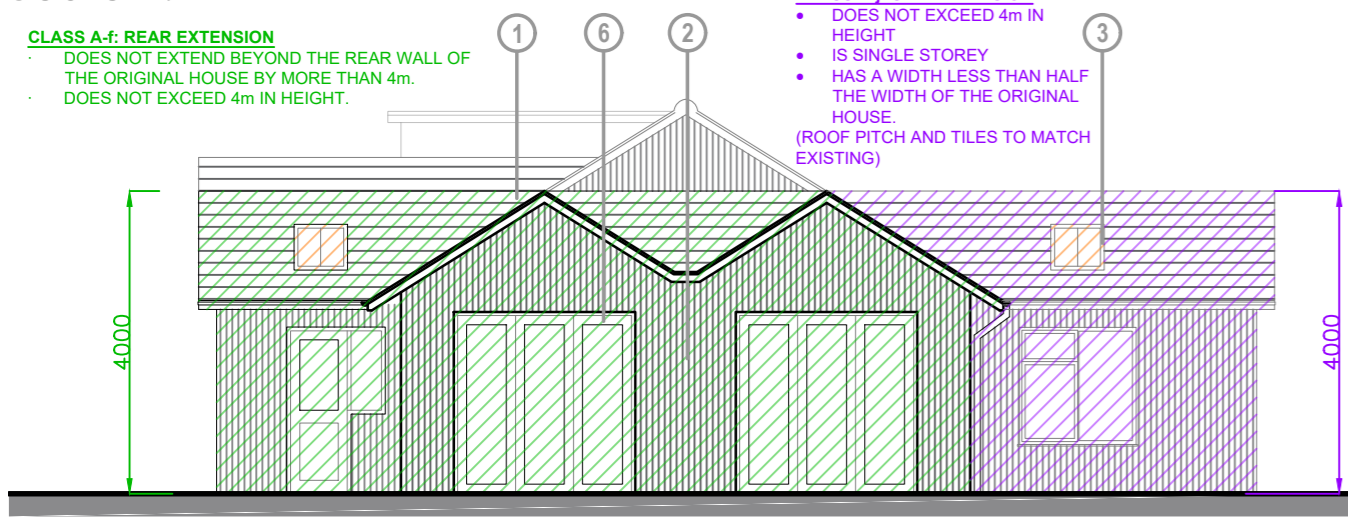 CLASS A-f: REAR EXTENSION
· DOES NOT EXTEND BEYOND THE REAR WALL OF
THE ORIGINAL HOUSE BY MORE THAN 4m.
· DOES NOT EXCEED 4m IN HEIGHT.
1
6
2
• DOES NOT EXCEED 4m IN
HEIGHT
• IS SINGLE STOREY
• HAS A WIDTH LESS THAN HALF
THE WIDTH OF THE ORIGINAL
HOUSE.
(ROOF PITCH AND TILES TO MATCH
EXISTING)
3
4000
4000